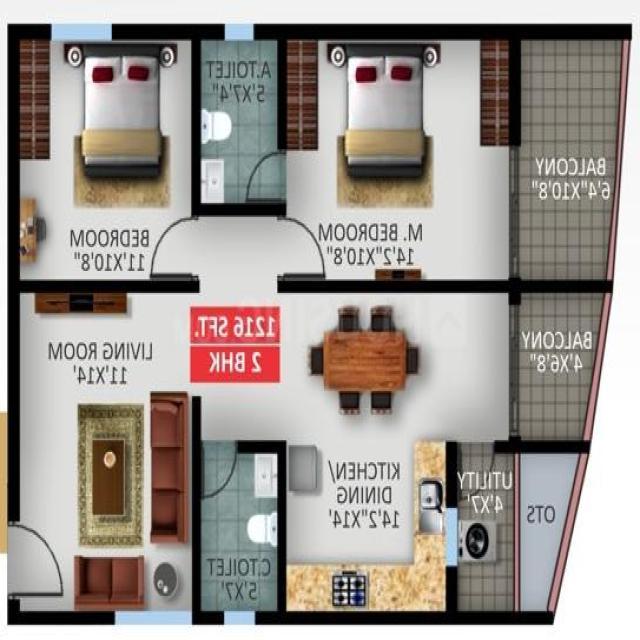 A.TOILET
5'X7'4"
BALCONY
6'4"X10'8"
M. BEDROOM
14'2"X10'8"
BEDROOM
11'X10'8"
1216 SFT.
2 BHK
BALCONY
4'X6'8"
LIVING ROOM
11'X14'
KITCHEN/
DINING
14'2"X14'
UTILITY
4'X7'
OTS
C.TOILET
5'X7'